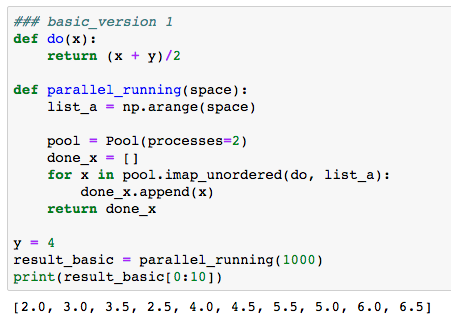 ### basic_version 1
def do(x):
    return (x + y)/2

def parallel_running(space):
    list_a = np.arange(space)

    pool = Pool(processes=2)
    done_x = []
    for x in pool.imap_unordered(do, list_a):
        done_x.append(x)
    return done_x

y = 4
result_basic = parallel_running(1000)
print(result_basic[0:10])
[2.0, 3.0, 3.5, 2.5, 4.0, 4.5, 5.5, 5.0, 6.0, 6.5]